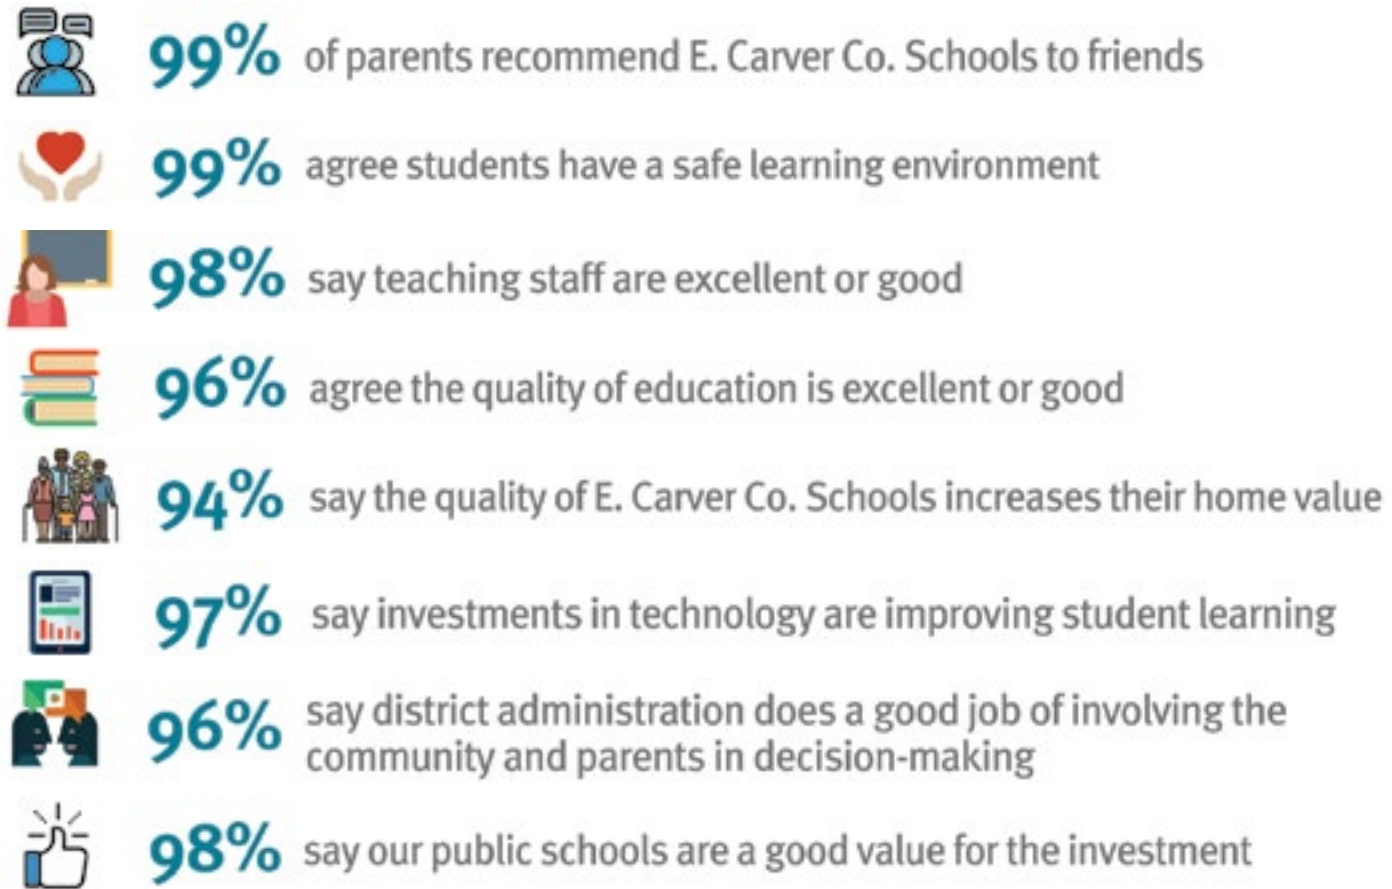 99% of parents recommend E. Carver Co. Schools to friends
99% agree students have a safe learning environment
98% say teaching staff are excellent or good
96% agree the quality of education is excellent or good
94% say the quality of E. Carver Co. Schools increases their home value
97% say investments in technology are improving student learning
96% say district administration does a good job of involving the
community and parents in decision-making
98% say our public schools are a good value for the investment